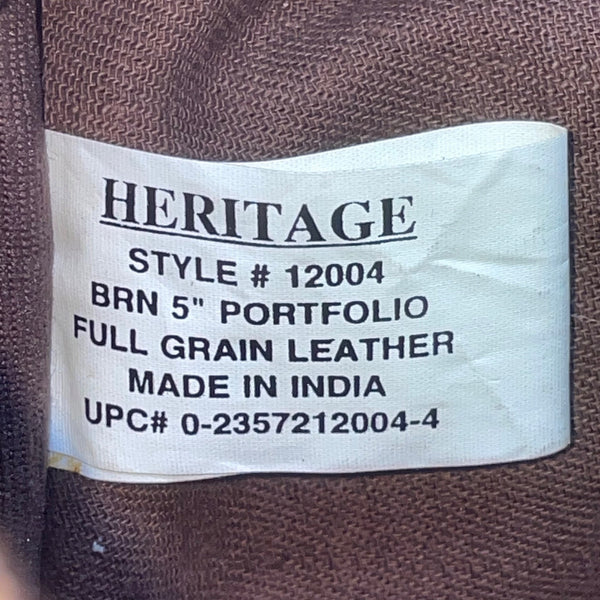 HERITAGE
STYLE # 12004
BRN 5" PORTFOLIO
FULL GRAIN LEATHER
MADE IN INDIA
UPC# 0-2357212004-4